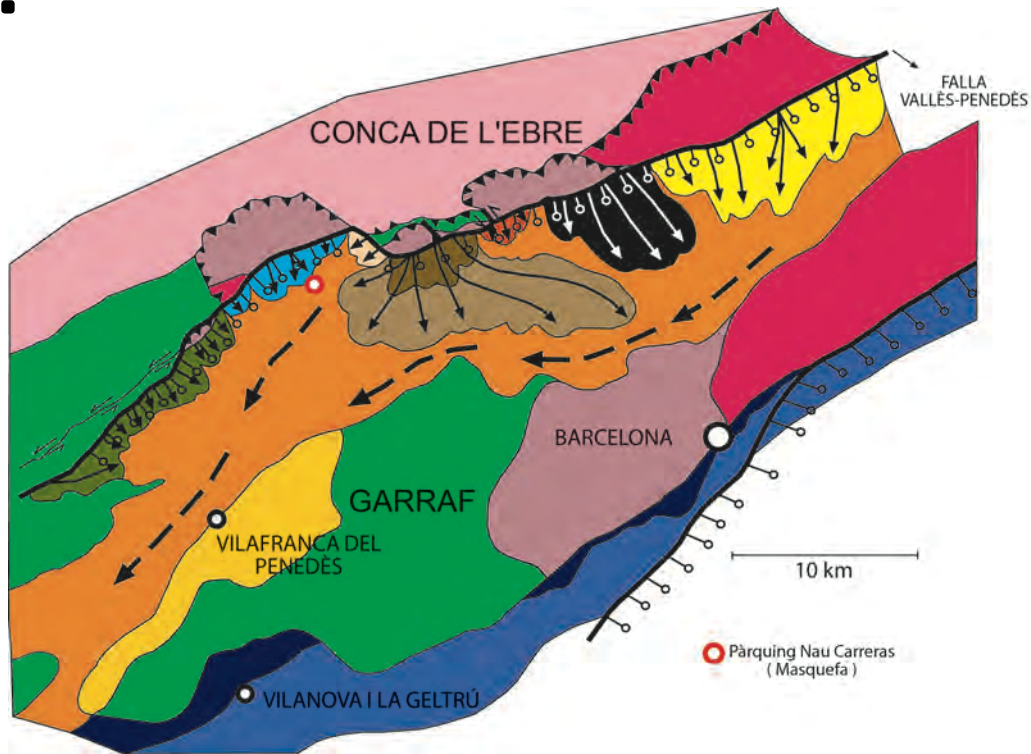 FALLA
VALLÈS-PENEDÈS
CONCA DE L'EBRE
BARCELONA
GARRAF
VILAFRANCA DEL
PENEDÈS
10 km
Pàrquing Nau Carreras
( Masquefa )
VILANOVA I LA GELTRÚ